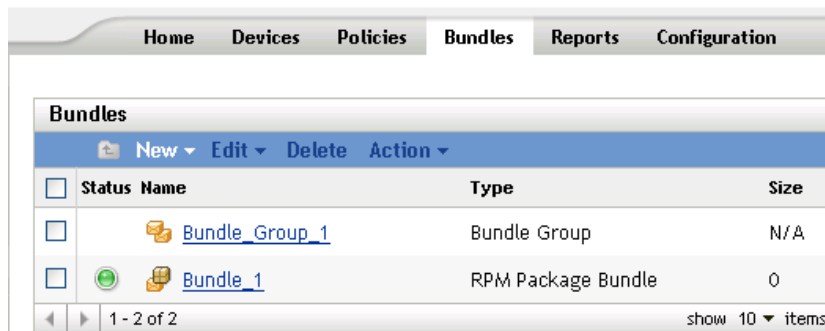 Home Devices Policies Bundles Reports Configuration
Bundles
New Edit Delete Action
Status Name Type Size
Bundle_Group_1 Bundle Group N/A
Bundle_1 RPM Package Bundle 0
1 - 2 of 2 show 10 items